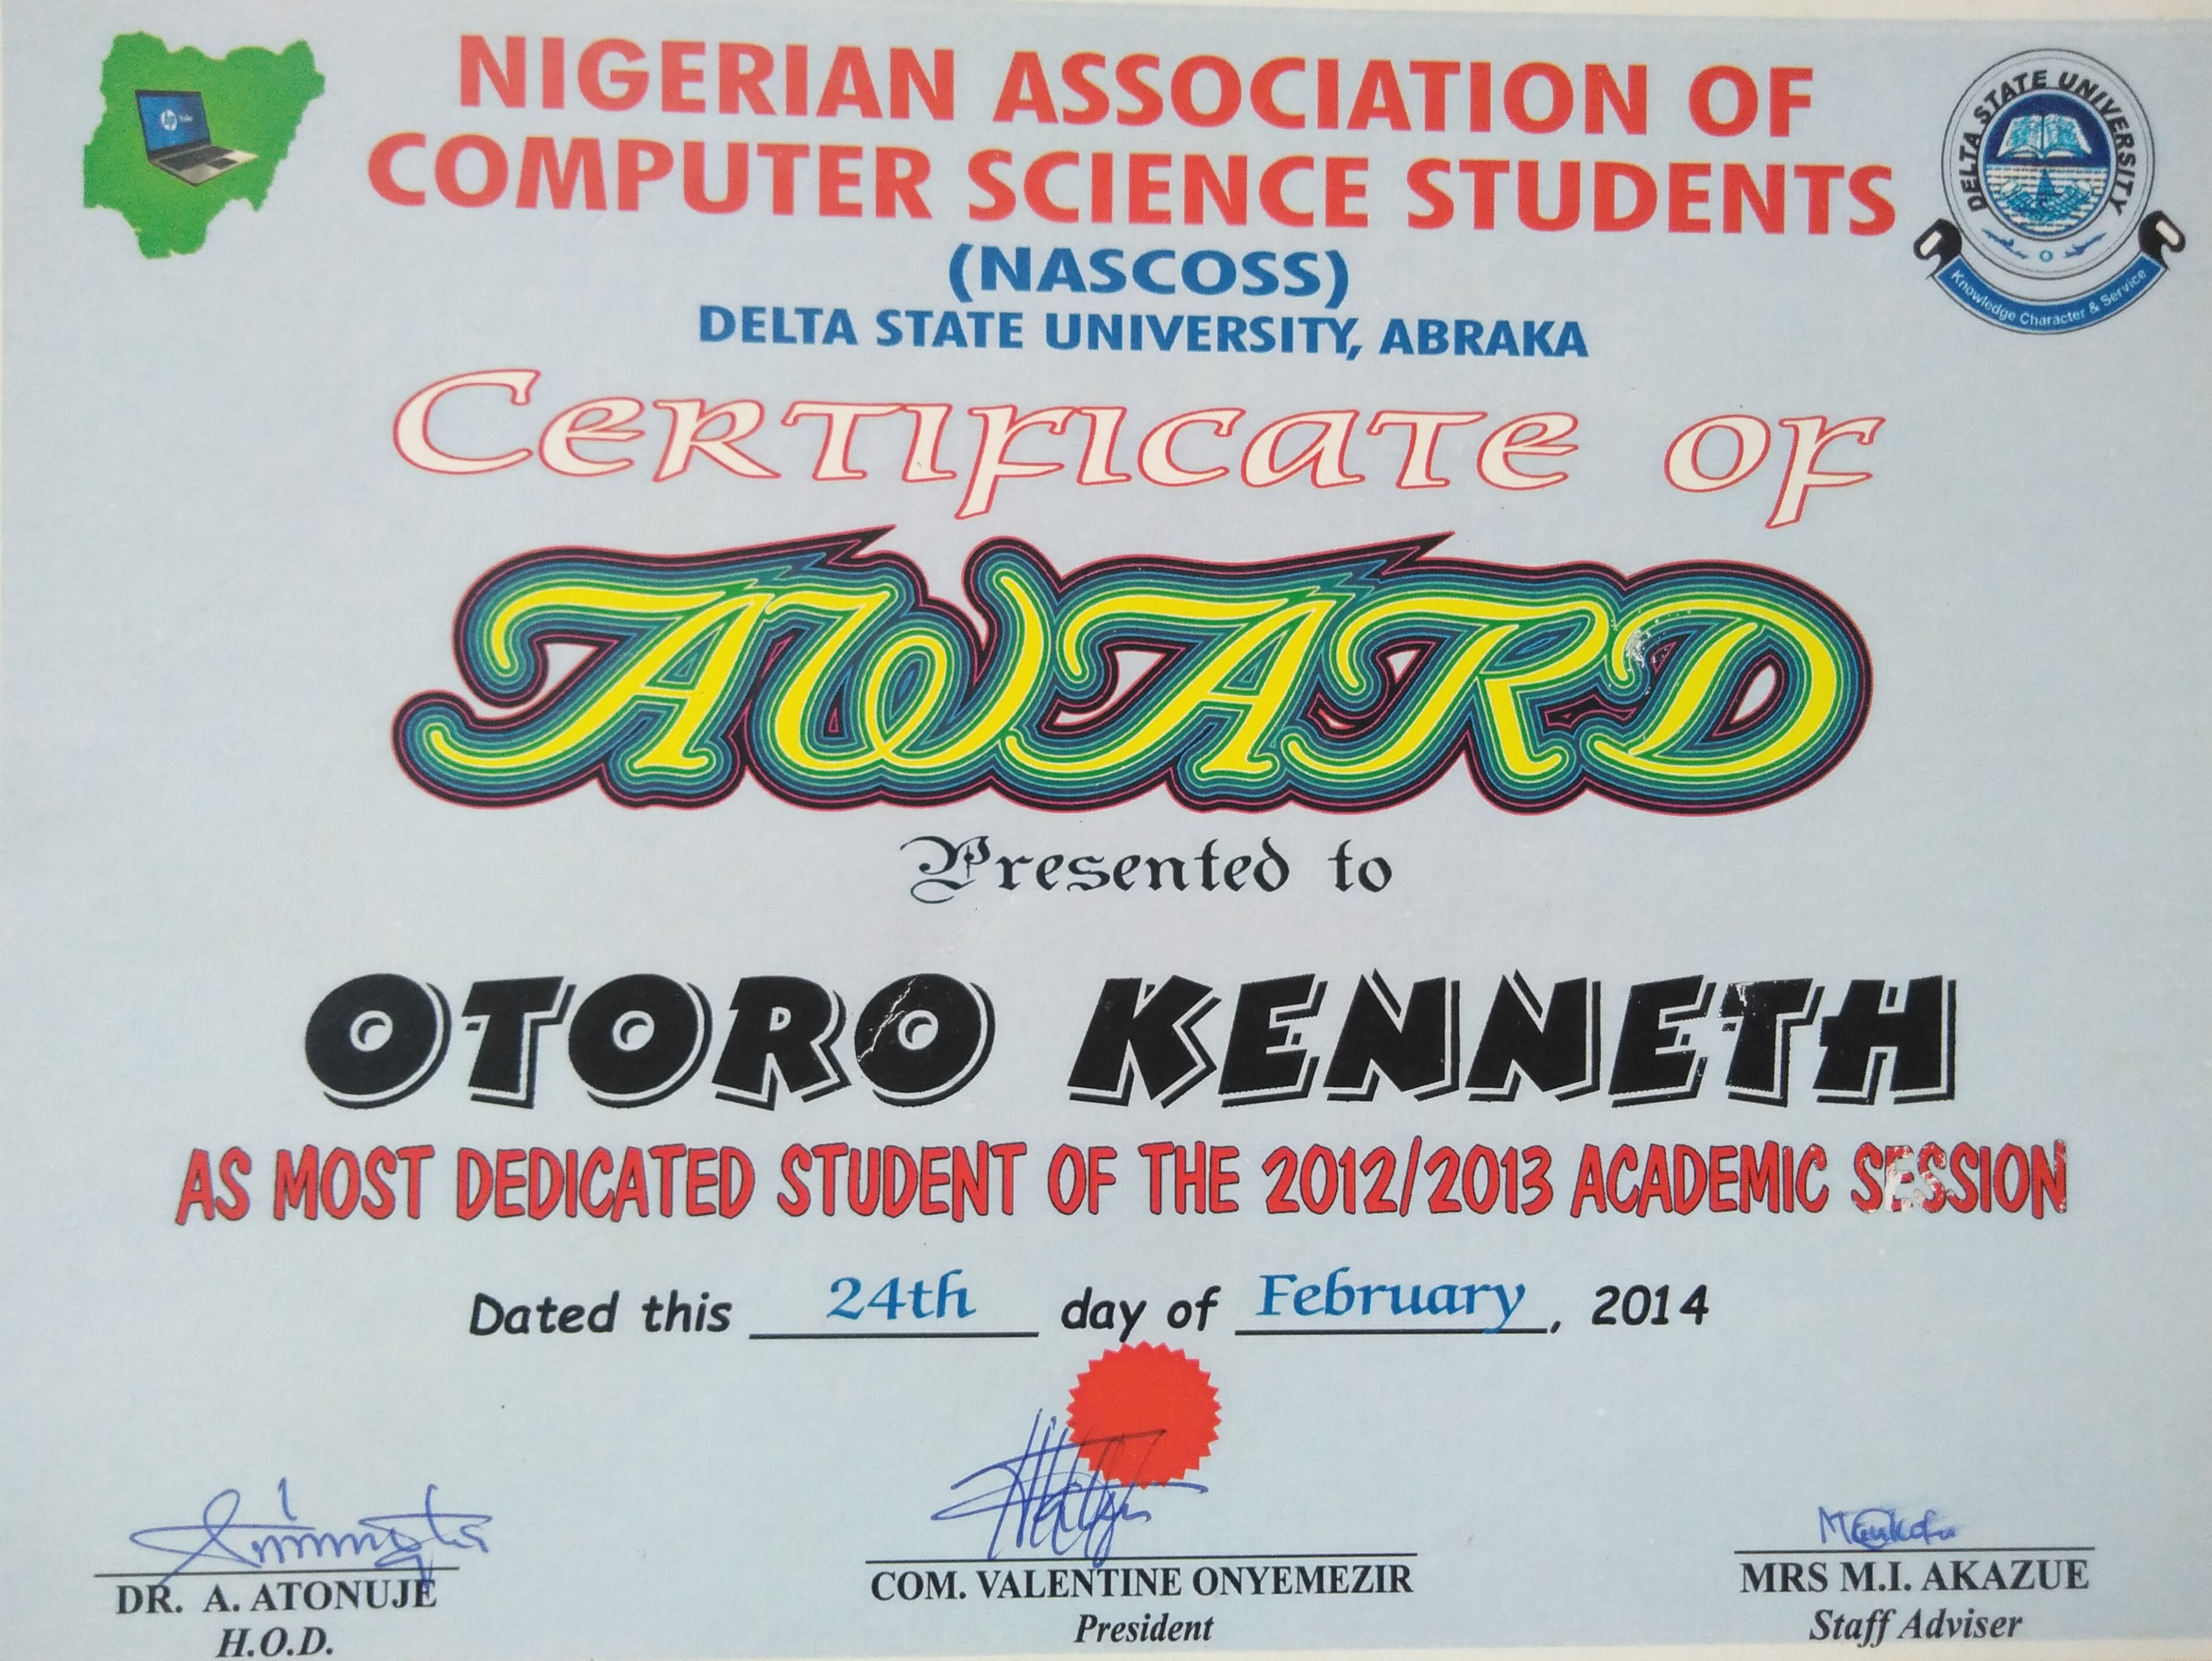 NIGERIAN ASSOCIATION OF
COMPUTER SCIENCE STUDENTS
(NASCOSS)
DELTA STATE UNIVERSITY, ABRAKA
hp
DELTA STATE UNIVERSITY
Knowledge Character & Service
Certificate of
AWARD
Presented to
OTORO KENNETH
AS MOST DEDICATED STUDENT OF THE 2012/2013 ACADEMIC SESSION
Dated this 24th day of February, 2014
DR. A. ATONUJE
H.O.D.
COM. VALENTINE ONYEMEZIR
President
MRS M.I. AKAZUE
Staff Adviser